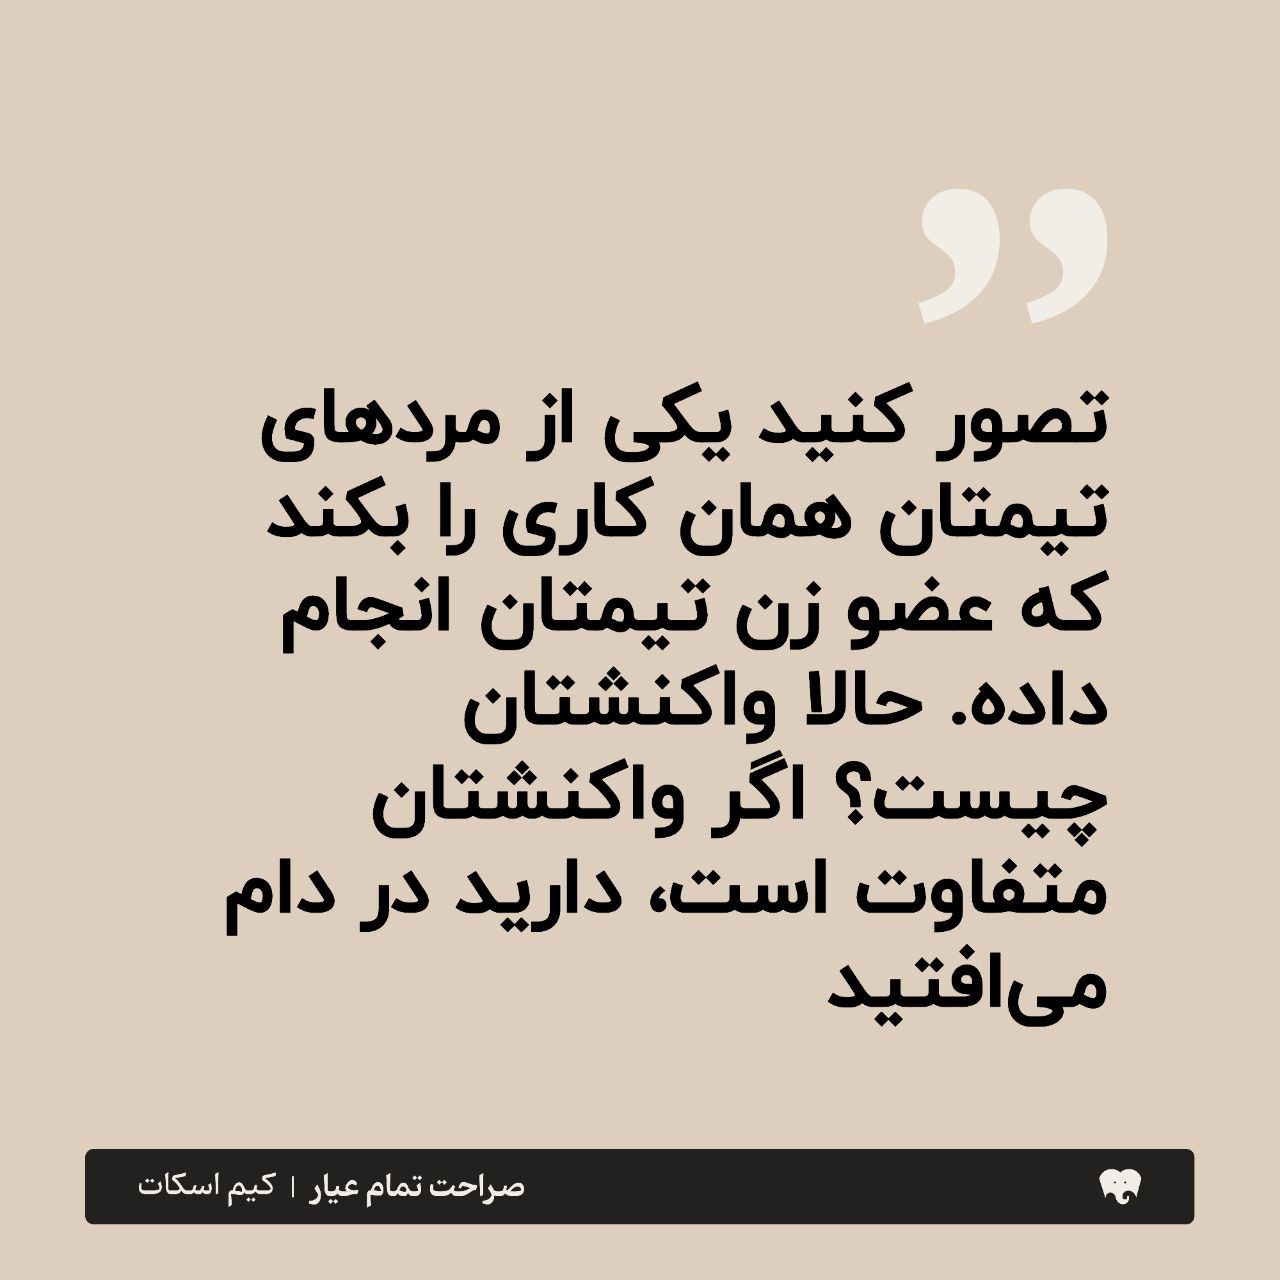 ”
تصور کنید یکی از مردهای
تیمتان همان کاری را بکند
که عضو زن تیمتان انجام
داده. حالا واکنشتان
چیست؟ اگر واکنشتان
متفاوت است، دارید در دام
می‌افتید
صراحت تمام عیار | کیم اسکات